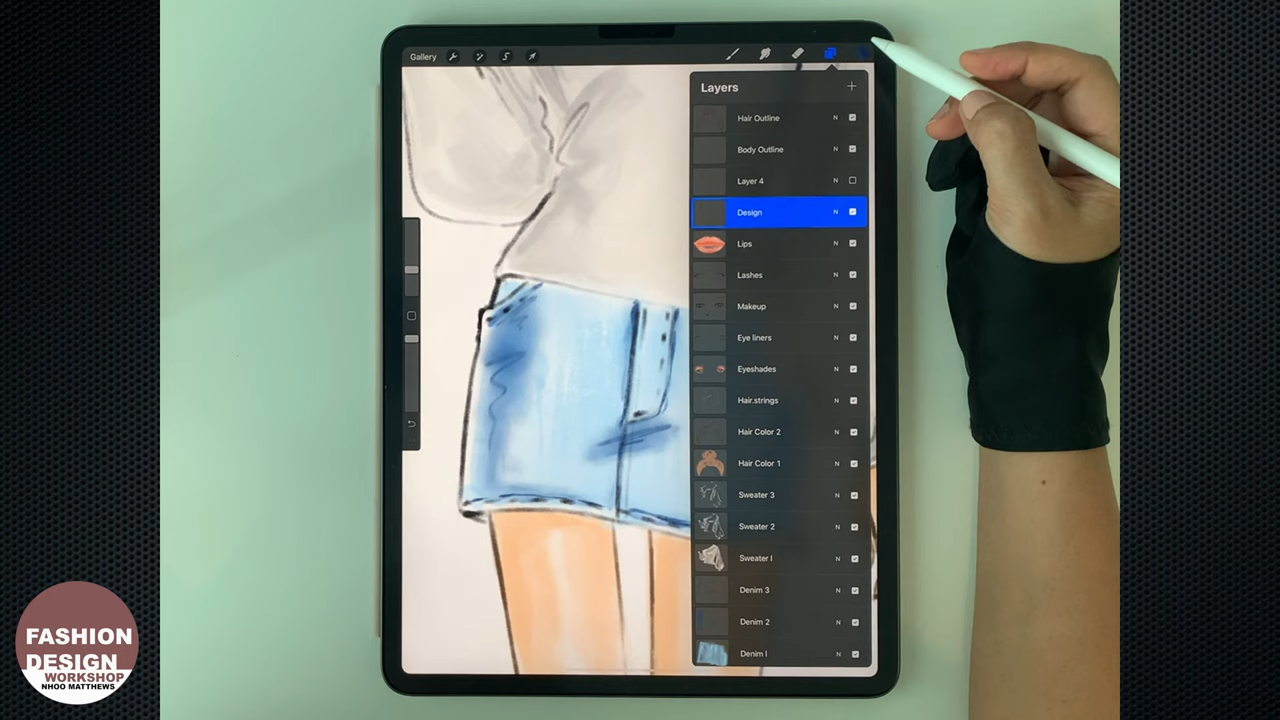 Gallery
Layers
Hair Outline N
Body Outline N
Layer 4 N
Design N
Lips N
Lashes N
Makeup N
Eye liners N
Eyeshades N
Hair.strings N
Hair Color 2 N
Hair Color 1 N
Sweater 3 N
Sweater 2 N
Sweater I N
Denim 3 N
Denim 2 N
Denim I N
FASHION
DESIGN
WORKSHOP
NHOO MATTHEWS